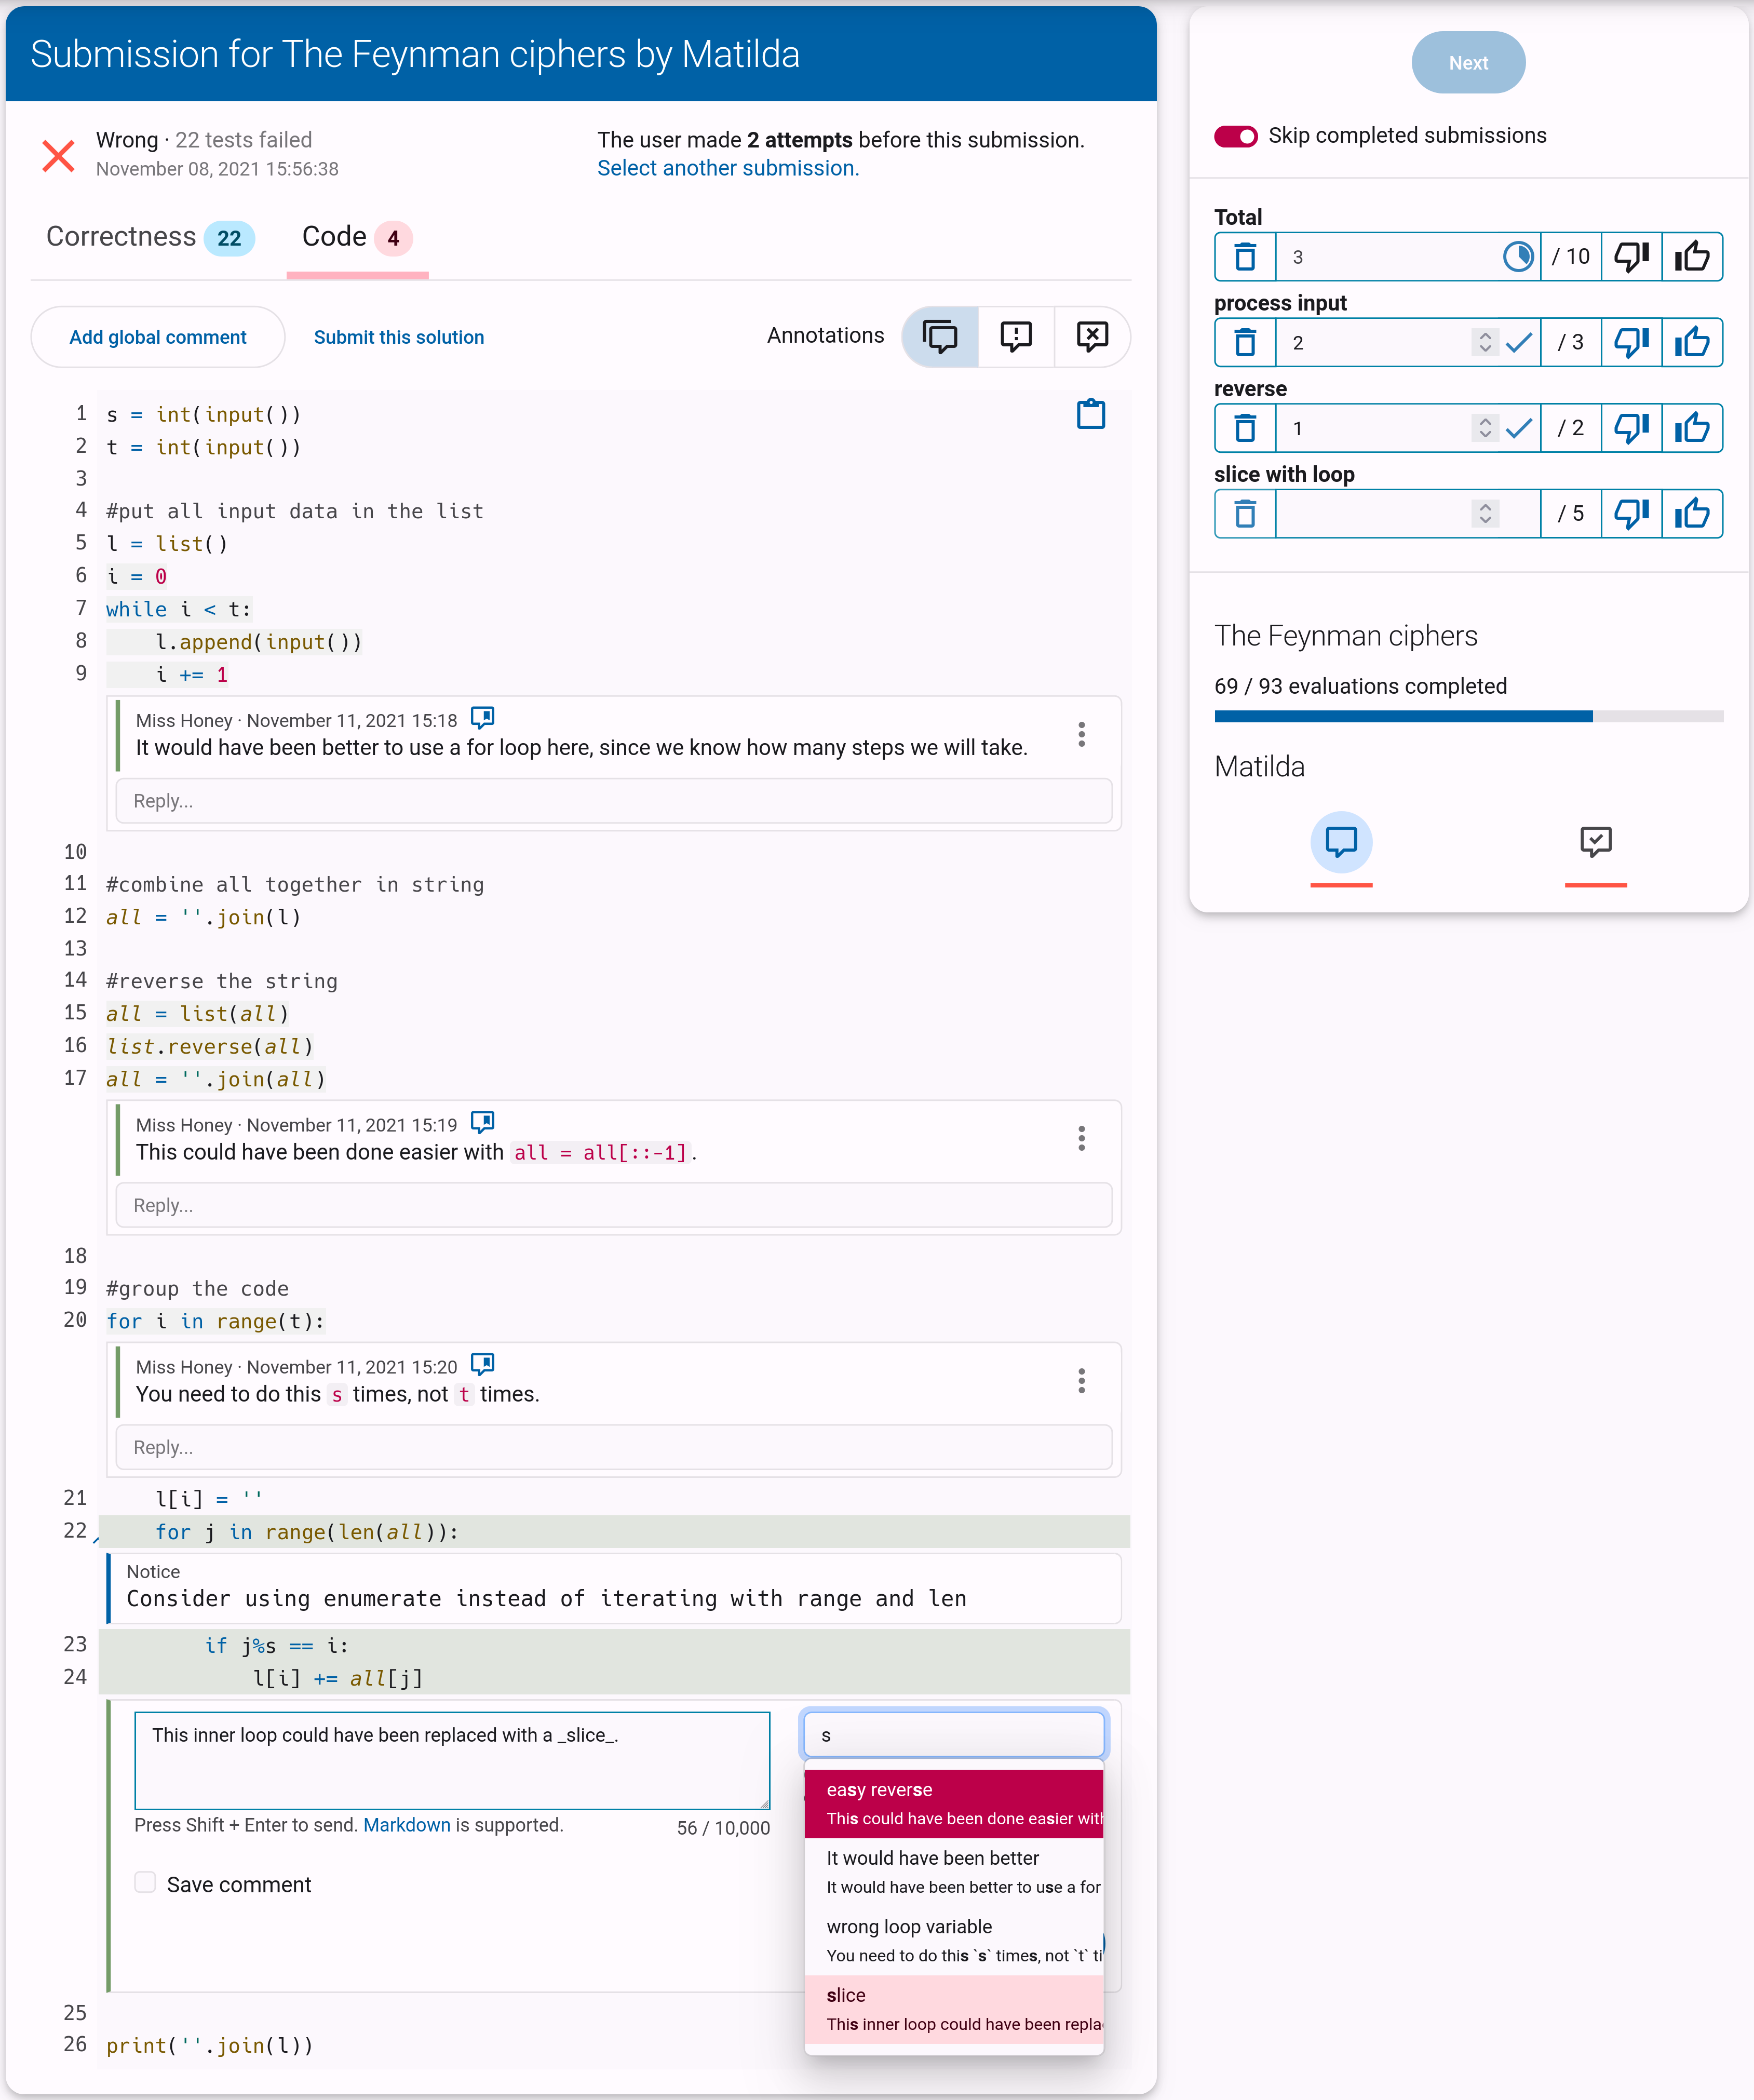 Submission for The Feynman ciphers by Matilda
Wrong · 22 tests failed
November 08, 2021 15:56:38
The user made 2 attempts before this submission.
Select another submission.
Correctness 22
Code 4
Add global comment
Submit this solution
Annotations
1 s = int(input())
2 t = int(input())
3
4 #put all input data in the list
5 l = list()
6 i = 0
7 while i < t:
8     l.append(input())
9     i += 1
Miss Honey · November 11, 2021 15:18
It would have been better to use a for loop here, since we know how many steps we will take.
Reply...
10
11 #combine all together in string
12 all = ''.join(l)
13
14 #reverse the string
15 all = list(all)
16 list.reverse(all)
17 all = ''.join(all)
Miss Honey · November 11, 2021 15:19
This could have been done easier with all = all[::-1].
Reply...
18
19 #group the code
20 for i in range(t):
Miss Honey · November 11, 2021 15:20
You need to do this s times, not t times.
Reply...
21     l[i] = ''
22     for j in range(len(all)):
Notice
Consider using enumerate instead of iterating with range and len
23         if j%s == i:
24             l[i] += all[j]
This inner loop could have been replaced with a _slice_.
Press Shift + Enter to send. Markdown is supported.
56 / 10,000
Save comment
s
easy reverse
This could have been done easier with
It would have been better
It would have been better to use a for
wrong loop variable
You need to do this `s` times, not `t` ti
slice
This inner loop could have been repla
25
26 print(''.join(l))
Next
Skip completed submissions
Total
3 / 10
process input
2 / 3
reverse
1 / 2
slice with loop
/ 5
The Feynman ciphers
69 / 93 evaluations completed
Matilda